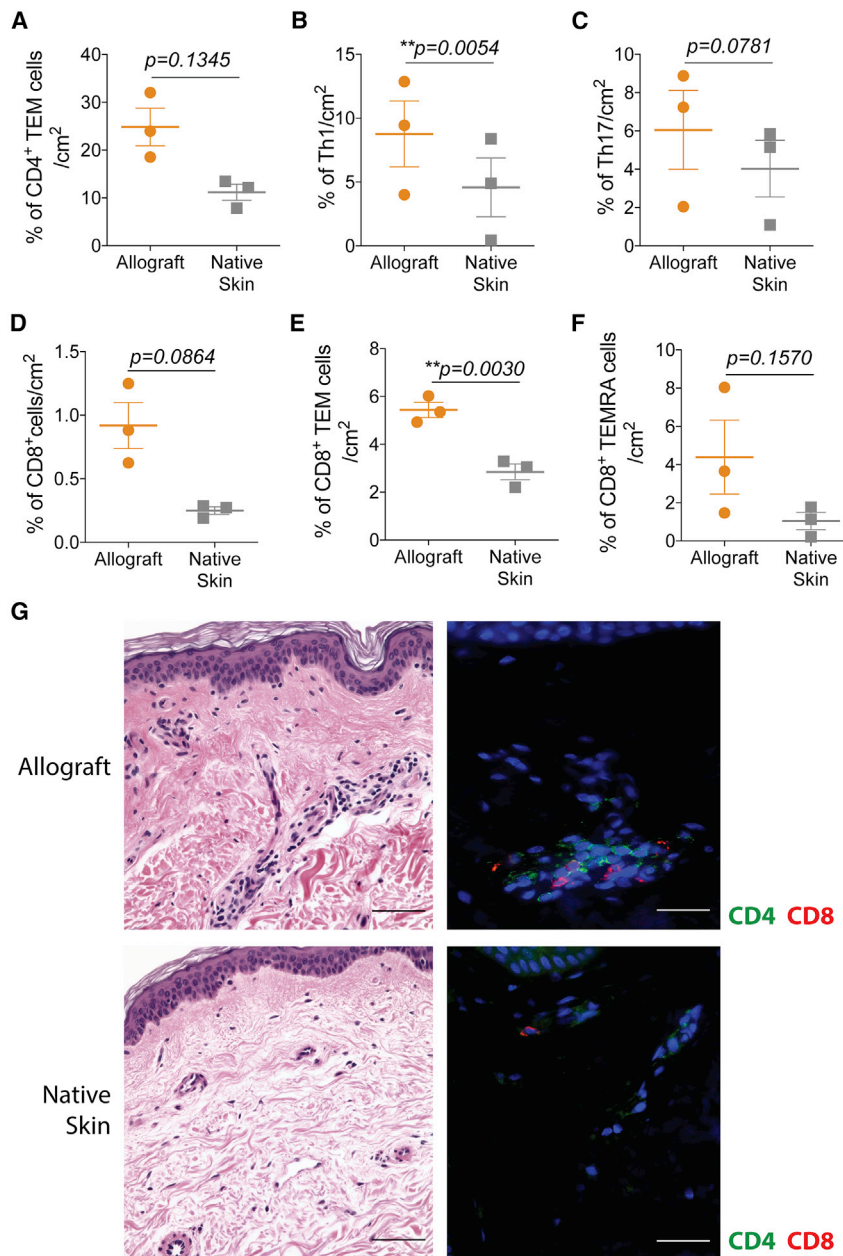 A
% of CD4+ TEM cells
/cm2
40
30
20
10
0
p=0.1345
Allograft
Native
Skin
B
% of Th1/cm2
15
10
5
0
**p=0.0054
Allograft
Native
Skin
C
% of Th17/cm2
10
8
6
4
2
0
p=0.0781
Allograft
Native
Skin
D
% of CD8+cells/cm2
1.5
1.0
0.5
0.0
p=0.0864
Allograft
Native
Skin
E
% of CD8+ TEM cells
/cm2
8
6
4
2
0
**p=0.0030
Allograft
Native
Skin
F
% of CD8+ TEMRA cells
/cm2
10
8
6
4
2
0
p=0.1570
Allograft
Native
Skin
G
Allograft
CD4 CD8
Native
Skin
CD4 CD8